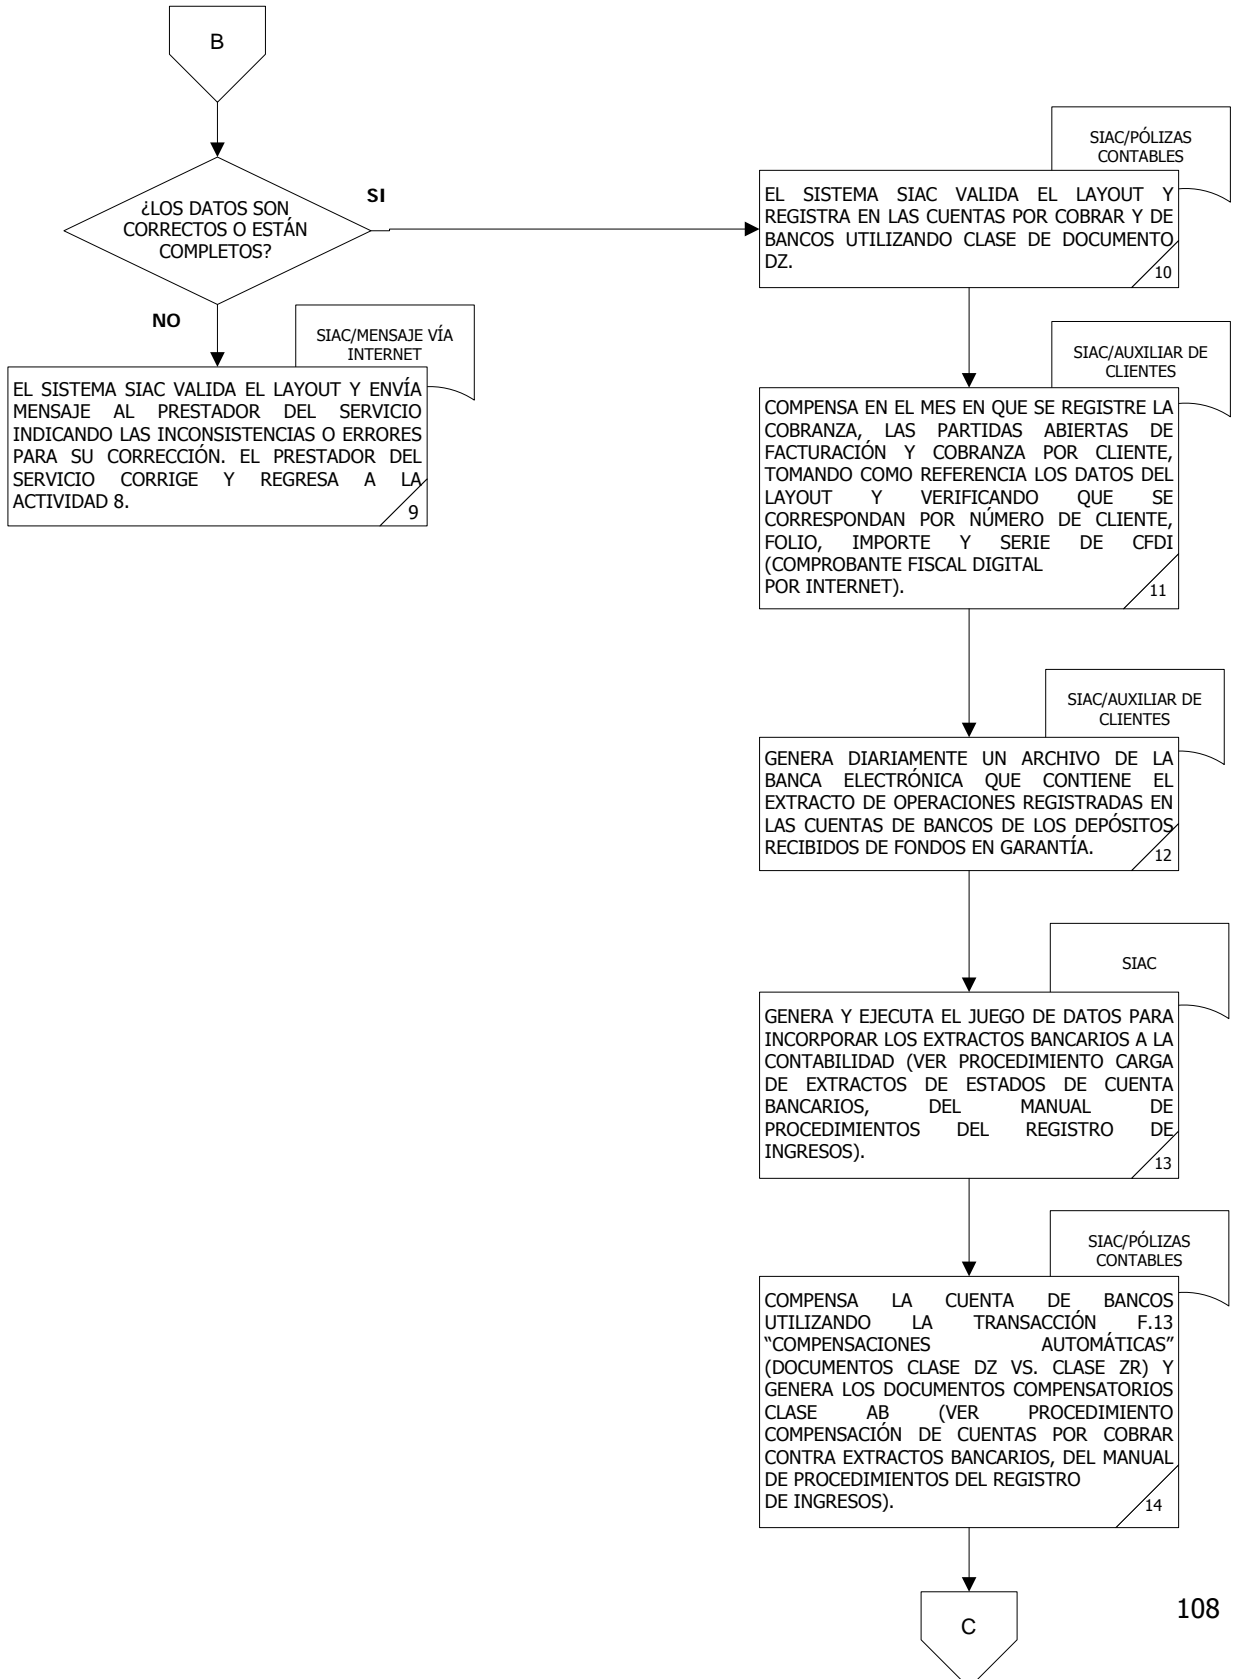 B
¿LOS DATOS SON
CORRECTOS O ESTÁN
COMPLETOS?
SI
NO
SIAC/MENSAJE VÍA
INTERNET
EL SISTEMA SIAC VALIDA EL LAYOUT Y ENVÍA
MENSAJE AL PRESTADOR DEL SERVICIO
INDICANDO LAS INCONSISTENCIAS O ERRORES
PARA SU CORRECCIÓN. EL PRESTADOR DEL
SERVICIO CORRIGE Y REGRESA A LA
ACTIVIDAD 8.
9
SIAC/PÓLIZAS
CONTABLES
EL SISTEMA SIAC VALIDA EL LAYOUT Y
REGISTRA EN LAS CUENTAS POR COBRAR Y DE
BANCOS UTILIZANDO CLASE DE DOCUMENTO
DZ.
10
SIAC/AUXILIAR DE
CLIENTES
COMPENSA EN EL MES EN QUE SE REGISTRE LA
COBRANZA, LAS PARTIDAS ABIERTAS DE
FACTURACIÓN Y COBRANZA POR CLIENTE,
TOMANDO COMO REFERENCIA LOS DATOS DEL
LAYOUT Y VERIFICANDO QUE SE
CORRESPONDAN POR NÚMERO DE CLIENTE,
FOLIO, IMPORTE Y SERIE DE CFDI
(COMPROBANTE FISCAL DIGITAL
POR INTERNET).
11
SIAC/AUXILIAR DE
CLIENTES
GENERA DIARIAMENTE UN ARCHIVO DE LA
BANCA ELECTRÓNICA QUE CONTIENE EL
EXTRACTO DE OPERACIONES REGISTRADAS EN
LAS CUENTAS DE BANCOS DE LOS DEPÓSITOS
RECIBIDOS DE FONDOS EN GARANTÍA.
12
SIAC
GENERA Y EJECUTA EL JUEGO DE DATOS PARA
INCORPORAR LOS EXTRACTOS BANCARIOS A LA
CONTABILIDAD (VER PROCEDIMIENTO CARGA
DE EXTRACTOS DE ESTADOS DE CUENTA
BANCARIOS, DEL MANUAL DE
PROCEDIMIENTOS DEL REGISTRO DE
INGRESOS).
13
SIAC/PÓLIZAS
CONTABLES
COMPENSA LA CUENTA DE BANCOS
UTILIZANDO LA TRANSACCIÓN F.13
“COMPENSACIONES AUTOMÁTICAS”
(DOCUMENTOS CLASE DZ VS. CLASE ZR) Y
GENERA LOS DOCUMENTOS COMPENSATORIOS
CLASE AB (VER PROCEDIMIENTO
COMPENSACIÓN DE CUENTAS POR COBRAR
CONTRA EXTRACTOS BANCARIOS, DEL MANUAL
DE PROCEDIMIENTOS DEL REGISTRO
DE INGRESOS).
14
C
108